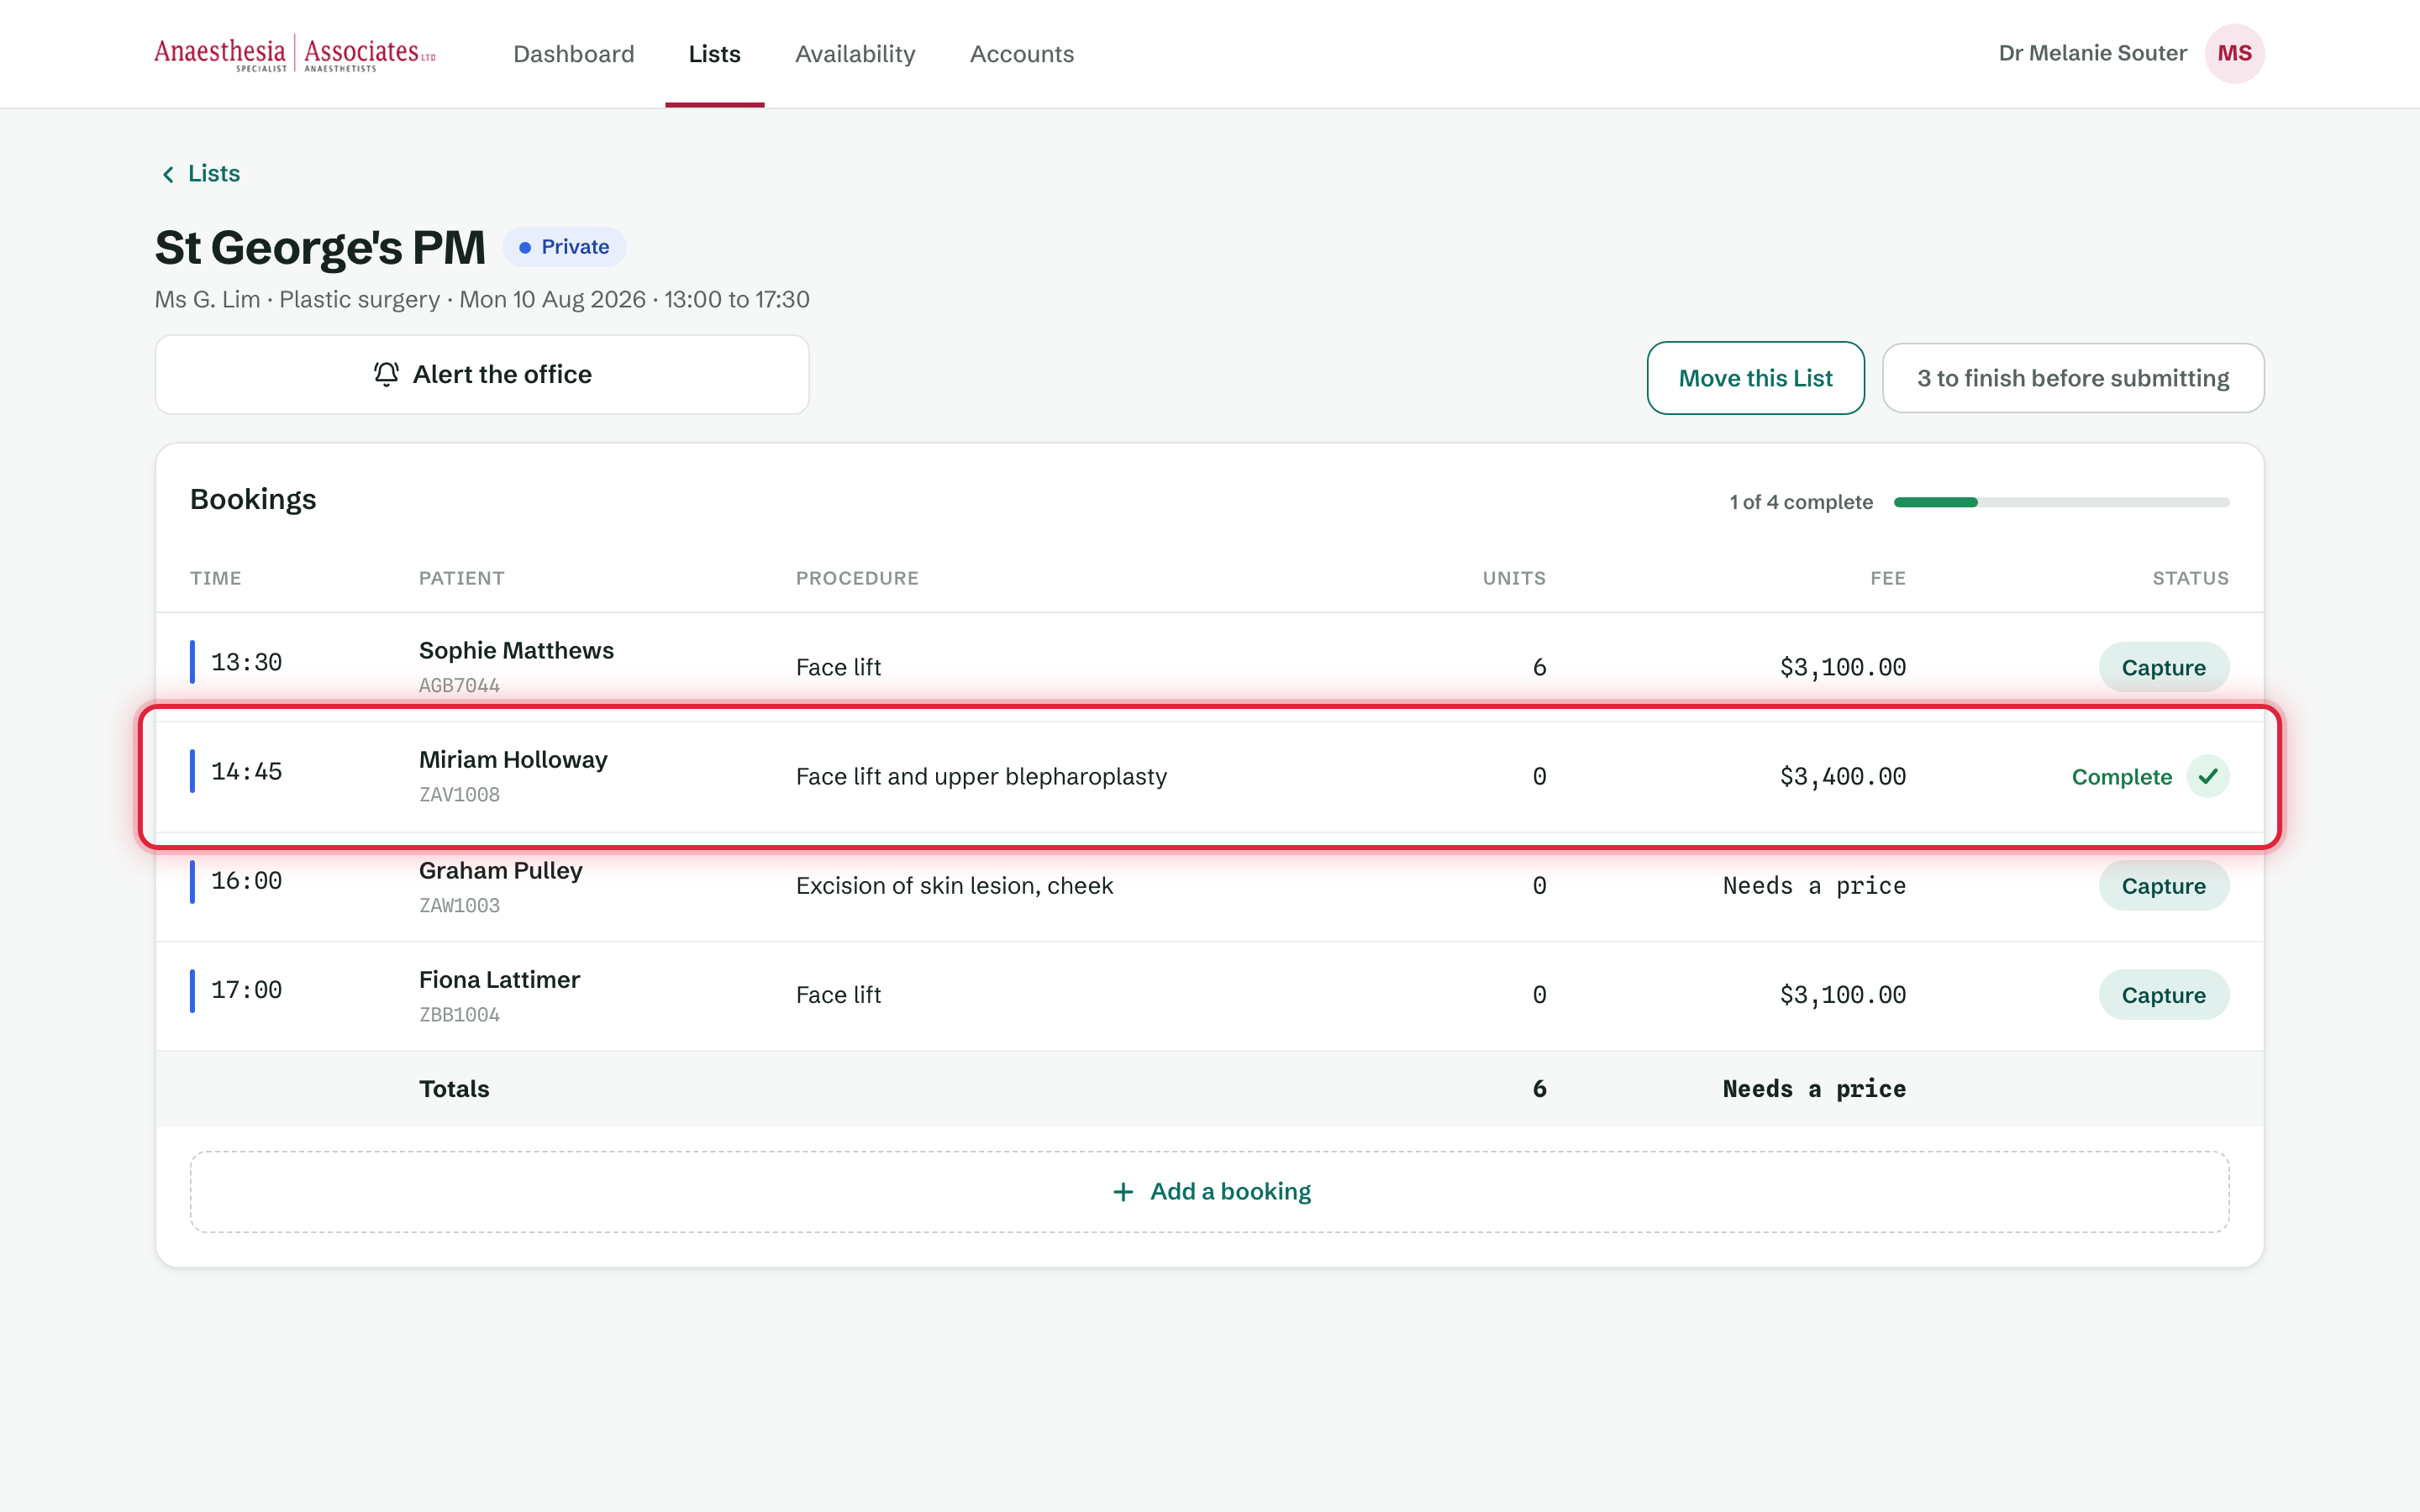 Anaesthesia Associates LTD
SPECIALIST ANAESTHETISTS
Dashboard Lists Availability Accounts
Dr Melanie Souter MS
Lists
St George's PM Private
Ms G. Lim · Plastic surgery · Mon 10 Aug 2026 · 13:00 to 17:30
Alert the office Move this List 3 to finish before submitting
Bookings 1 of 4 complete
TIME PATIENT PROCEDURE UNITS FEE STATUS
13:30 Sophie Matthews Face lift 6 $3,100.00 Capture
AGB7044
14:45 Miriam Holloway Face lift and upper blepharoplasty 0 $3,400.00 Complete
ZAV1008
16:00 Graham Pulley Excision of skin lesion, cheek 0 Needs a price Capture
ZAW1003
17:00 Fiona Lattimer Face lift 0 $3,100.00 Capture
ZBB1004
Totals 6 Needs a price
+ Add a booking